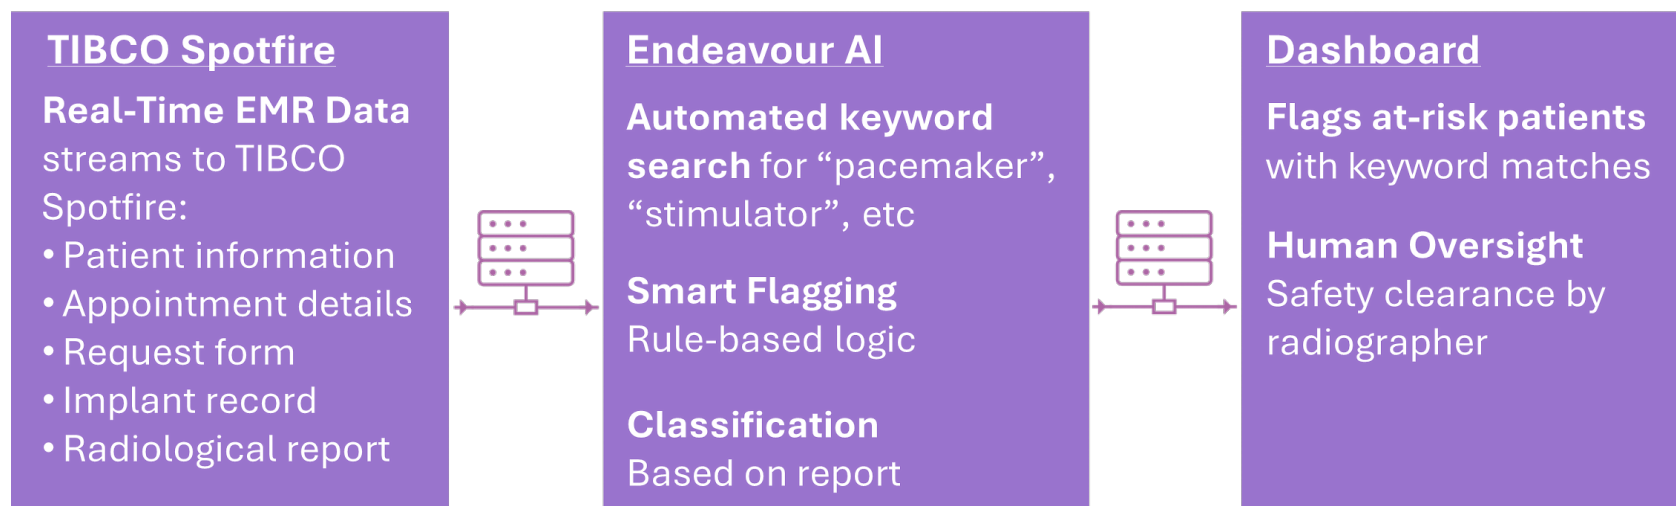 TIBCO Spotfire
Real-Time EMR Data
streams to TIBCO
Spotfire:
• Patient information
• Appointment details
• Request form
• Implant record
• Radiological report
Endeavour AI
Automated keyword
search for “pacemaker”,
“stimulator”, etc
Smart Flagging
Rule-based logic
Classification
Based on report
Dashboard
Flags at-risk patients
with keyword matches
Human Oversight
Safety clearance by
radiographer